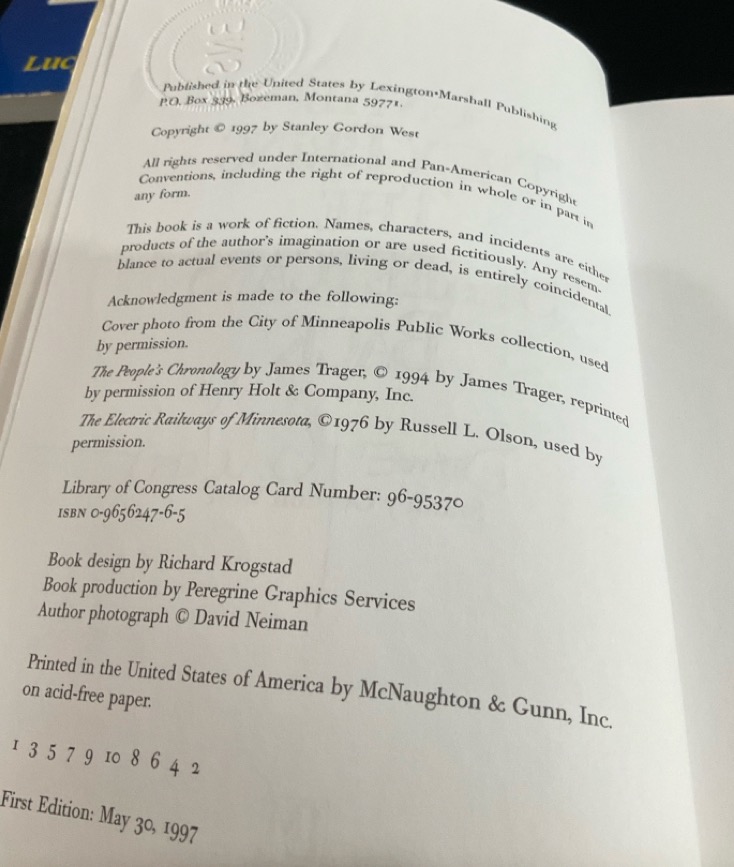 Luc
Published in the United States by Lexington•Marshall Publishing
P.O. Box 339, Bozeman, Montana 59771.
Copyright © 1997 by Stanley Gordon West
All rights reserved under International and Pan-American Copyright
Conventions, including the right of reproduction in whole or in part in
any form.
This book is a work of fiction. Names, characters, and incidents are either
products of the author's imagination or are used fictitiously. Any resem-
blance to actual events or persons, living or dead, is entirely coincidental.
Acknowledgment is made to the following:
Cover photo from the City of Minneapolis Public Works collection, used
by permission.
The People's Chronology by James Trager, © 1994 by James Trager, reprinted
by permission of Henry Holt & Company, Inc.
The Electric Railways of Minnesota, ©1976 by Russell L. Olson, used by
permission.
Library of Congress Catalog Card Number: 96-95370
ISBN 0-9656247-6-5
Book design by Richard Krogstad
Book production by Peregrine Graphics Services
Author photograph © David Neiman
Printed in the United States of America by McNaughton & Gunn, Inc.
on acid-free paper.
1 3 5 7 9 10 8 6 4 2
First Edition: May 30, 1997